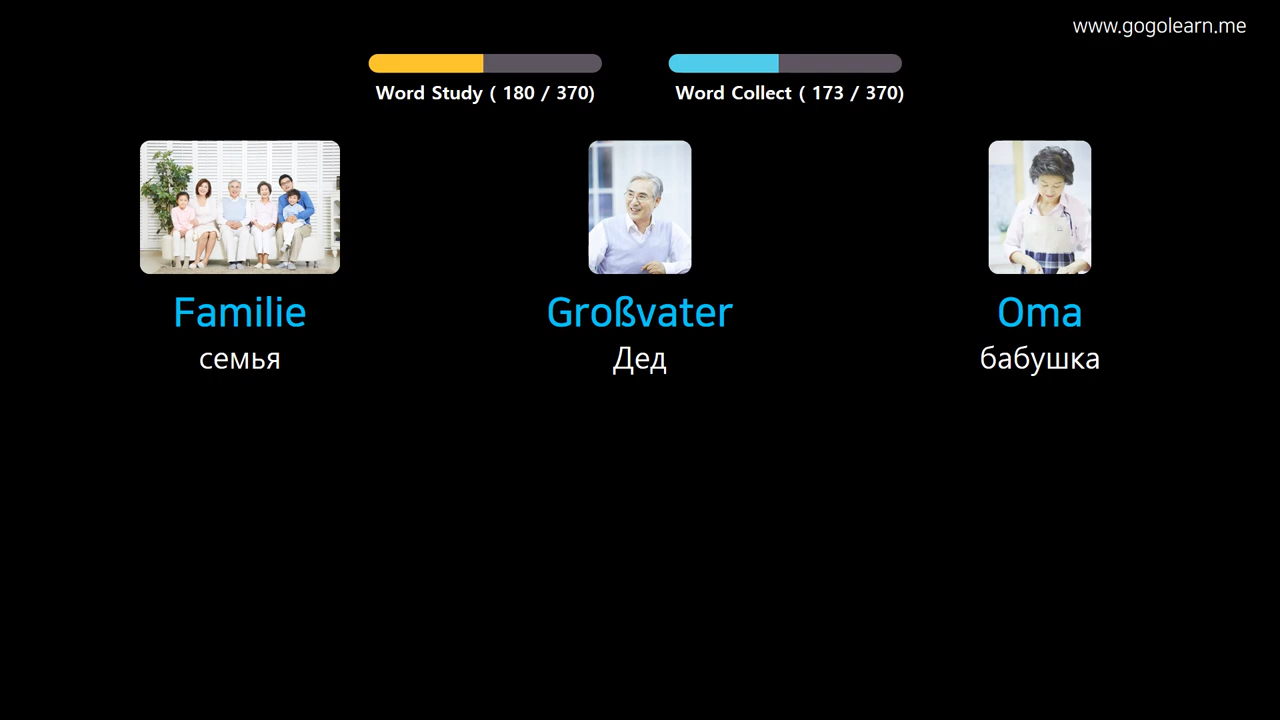 www.gogolearn.me
Word Study ( 180 / 370)
Word Collect ( 173 / 370)
Familie
семья
Großvater
Дед
Oma
бабушка